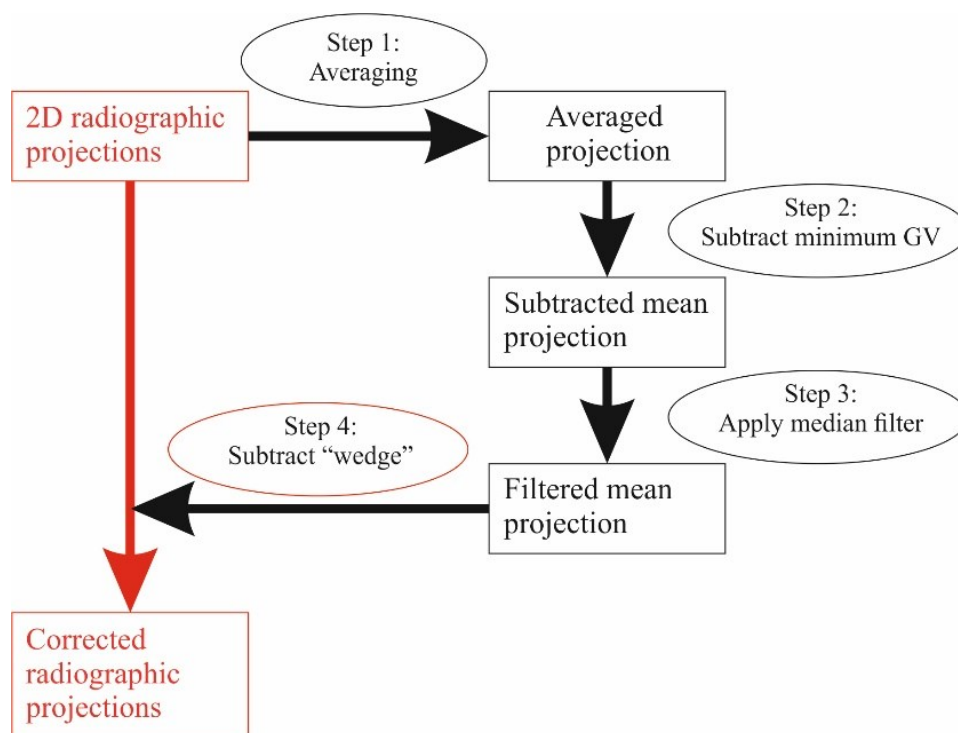 Step 1:
Averaging
2D radiographic
projections
Averaged
projection
Step 2:
Subtract minimum GV
Subtracted mean
projection
Step 3:
Apply median filter
Step 4:
Subtract “wedge”
Filtered mean
projection
Corrected
radiographic
projections